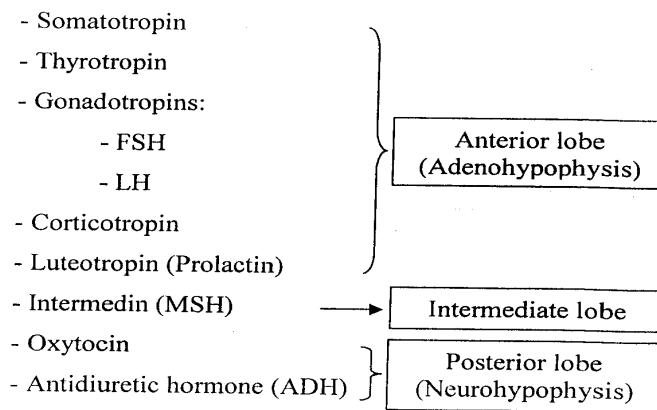 - Somatotropin
- Thyrotropin
- Gonadotropins:
- FSH
- LH
- Corticotropin
- Luteotropin (Prolactin)
Anterior lobe
(Adenohypophysis)
- Intermedin (MSH)
Intermediate lobe
- Oxytocin
- Antidiuretic hormone (ADH)
Posterior lobe
(Neurohypophysis)